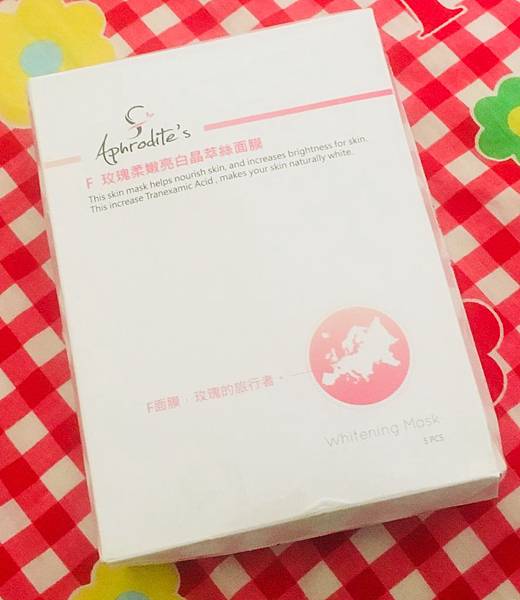 Aphrodite's
F 玫瑰柔嫩亮白晶萃絲面膜
This skin mask helps nourish skin, and increases brightness for skin.
This increase Tranexamic Acid , makes your skin naturally white.
F面膜，玫瑰的旅行者。
Whitening Mask
5 PCS